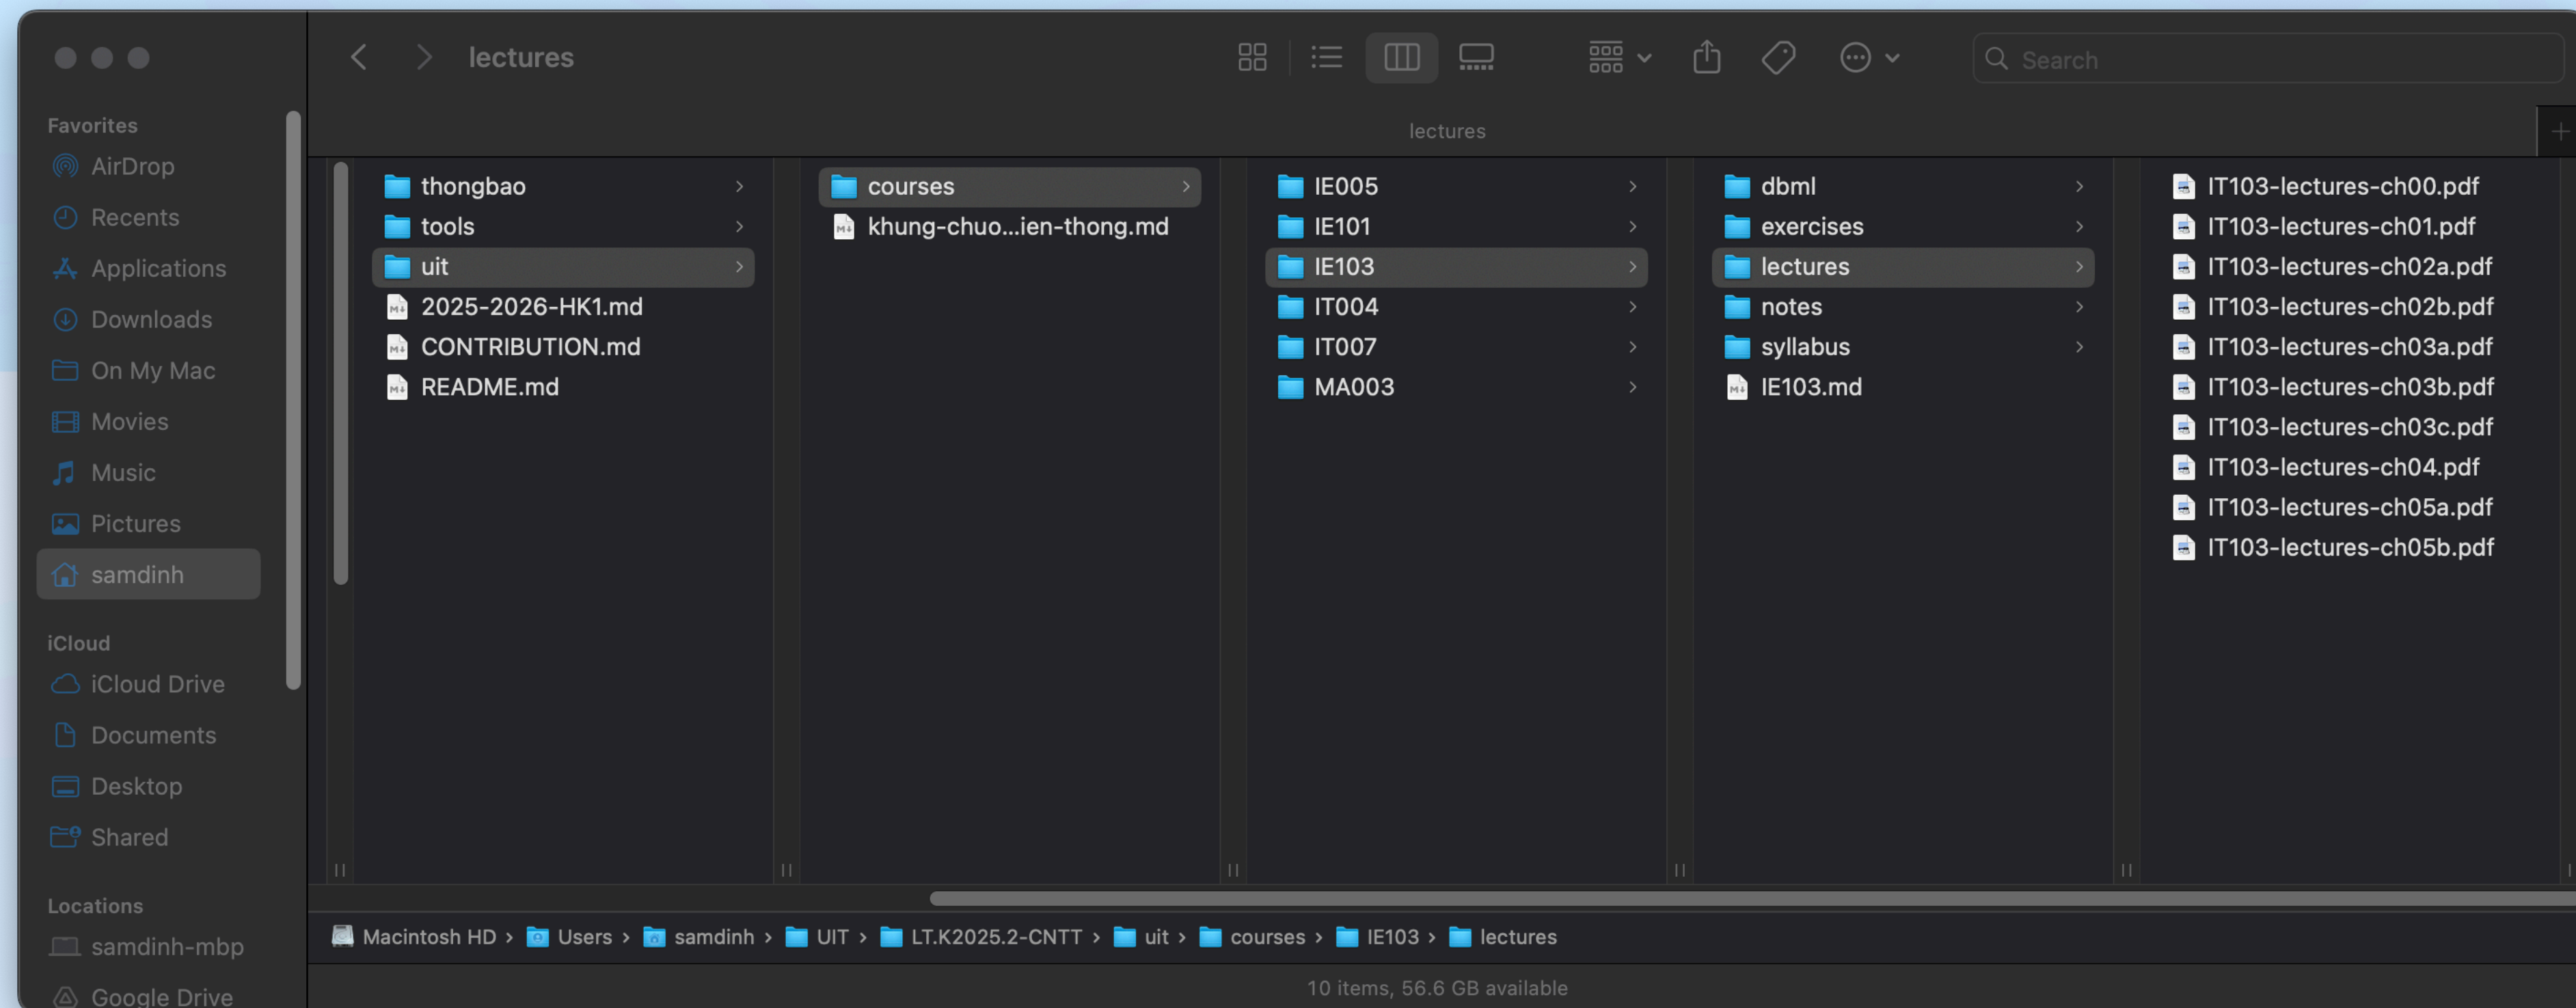 lectures
Search
lectures
Favorites
AirDrop
Recents
Applications
Downloads
On My Mac
Movies
Music
Pictures
samdinh
iCloud
iCloud Drive
Documents
Desktop
Shared
Locations
samdinh-mbp
Google Drive
thongbao
tools
uit
2025-2026-HK1.md
CONTRIBUTION.md
README.md
courses
khung-chuo...ien-thong.md
IE005
IE101
IE103
IT004
IT007
MA003
dbml
exercises
lectures
notes
syllabus
IE103.md
IT103-lectures-ch00.pdf
IT103-lectures-ch01.pdf
IT103-lectures-ch02a.pdf
IT103-lectures-ch02b.pdf
IT103-lectures-ch03a.pdf
IT103-lectures-ch03b.pdf
IT103-lectures-ch03c.pdf
IT103-lectures-ch04.pdf
IT103-lectures-ch05a.pdf
IT103-lectures-ch05b.pdf
Macintosh HD › Users › samdinh › UIT › LT.K2025.2-CNTT › uit › courses › IE103 › lectures
10 items, 56.6 GB available